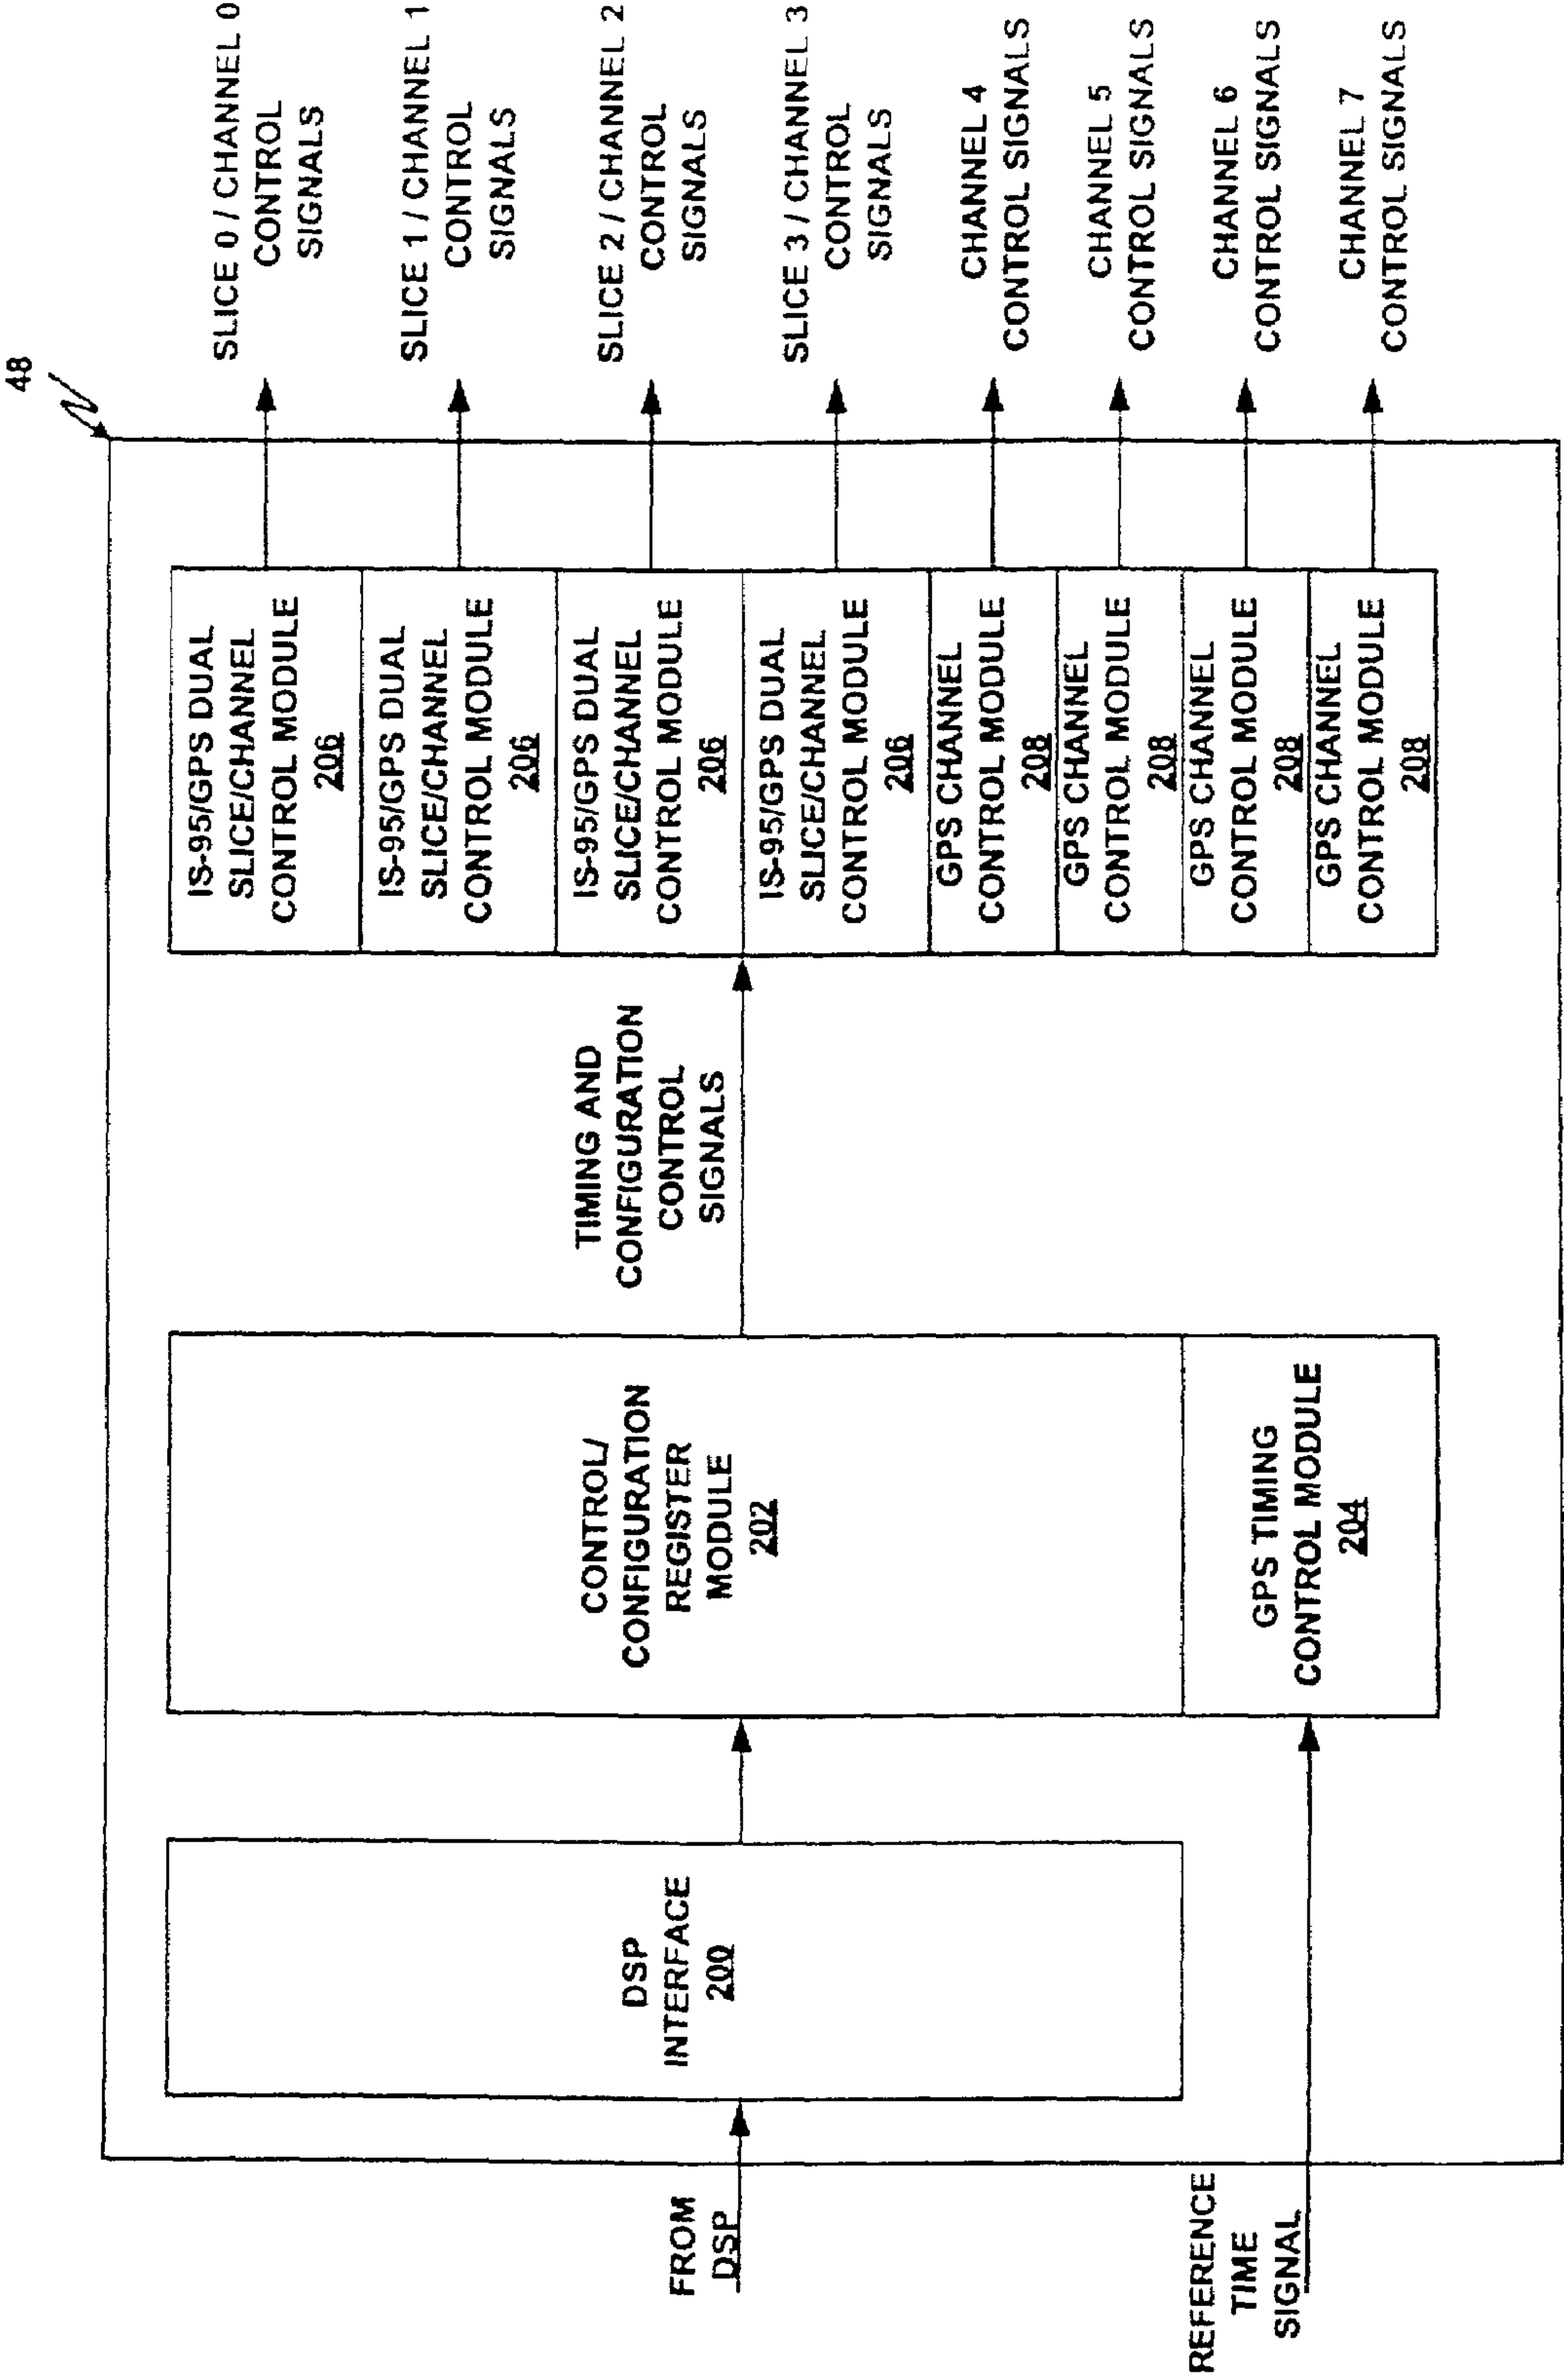 48
FROM
DSP
REFERENCE
TIME
SIGNAL
DSP
INTERFACE
200
CONTROL/
CONFIGURATION
REGISTER
MODULE
202
GPS TIMING
CONTROL MODULE
204
TIMING AND
CONFIGURATION
CONTROL
SIGNALS
IS-95/GPS DUAL
SLICE/CHANNEL
CONTROL MODULE
206
IS-95/GPS DUAL
SLICE/CHANNEL
CONTROL MODULE
206
IS-95/GPS DUAL
SLICE/CHANNEL
CONTROL MODULE
206
IS-95/GPS DUAL
SLICE/CHANNEL
CONTROL MODULE
206
GPS CHANNEL
CONTROL MODULE
208
GPS CHANNEL
CONTROL MODULE
208
GPS CHANNEL
CONTROL MODULE
208
GPS CHANNEL
CONTROL MODULE
208
SLICE 0 / CHANNEL 0
CONTROL
SIGNALS
SLICE 1 / CHANNEL 1
CONTROL
SIGNALS
SLICE 2 / CHANNEL 2
CONTROL
SIGNALS
SLICE 3 / CHANNEL 3
CONTROL
SIGNALS
CHANNEL 4
CONTROL SIGNALS
CHANNEL 5
CONTROL SIGNALS
CHANNEL 6
CONTROL SIGNALS
CHANNEL 7
CONTROL SIGNALS